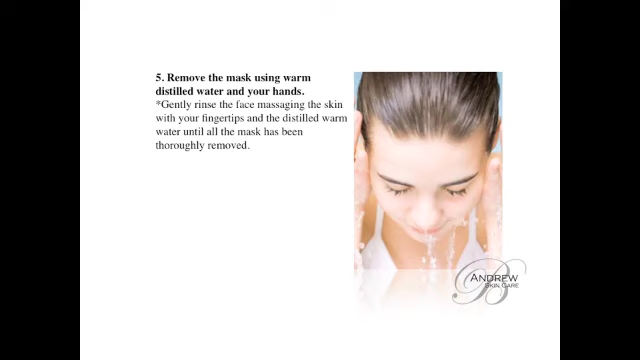 5. Remove the mask using warm
distilled water and your hands.
*Gently rinse the face massaging the skin
with your fingertips and the distilled warm
water until all the mask has been
thoroughly removed.
ANDREW
SKIN CARE
B